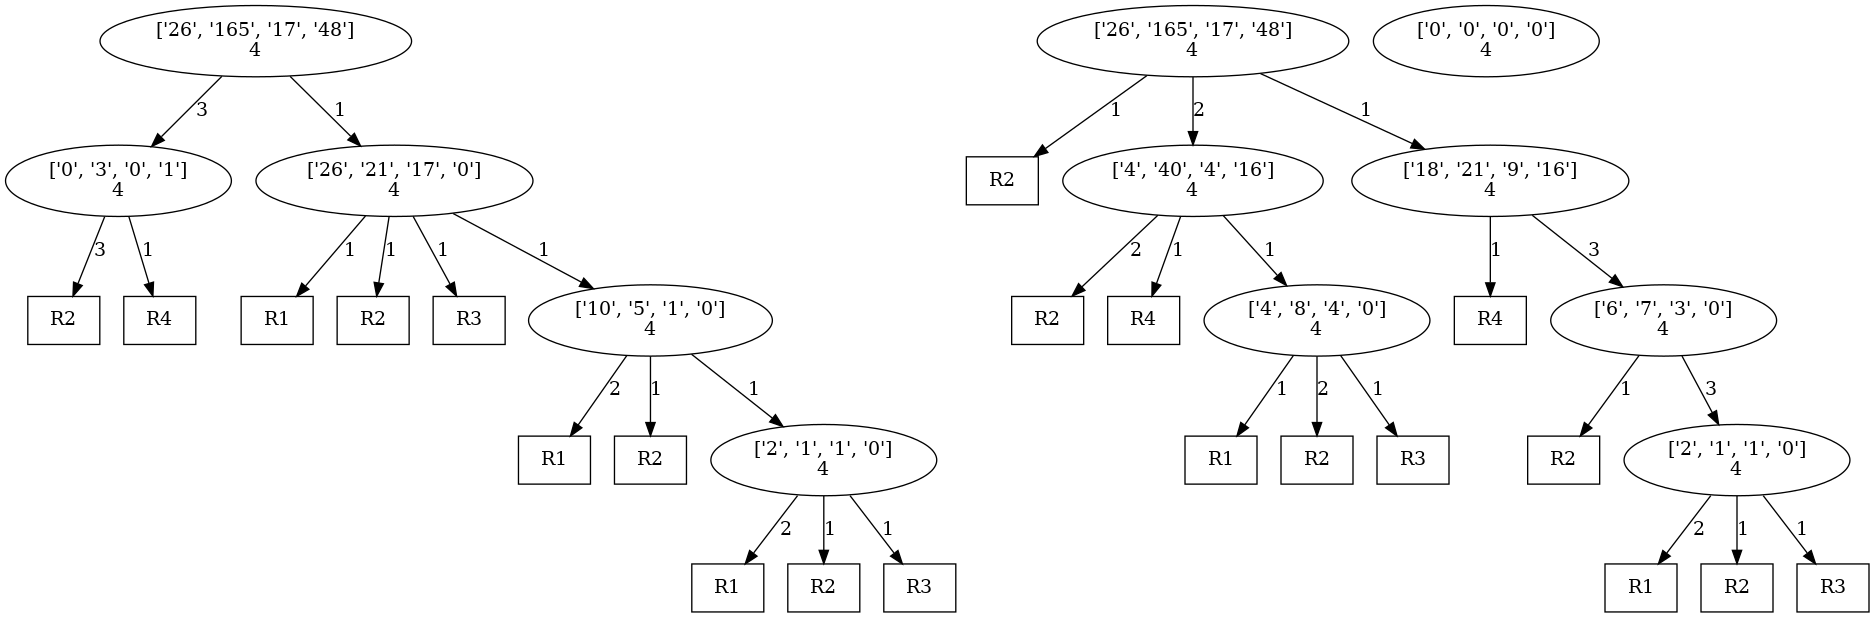 ['26', '165', '17', '48']
4
['26', '165', '17', '48']
4
['0', '0', '0', '0']
4
3
1
1
2
1
['0', '3', '0', '1']
4
['26', '21', '17', '0']
4
R2
['4', '40', '4', '16']
4
['18', '21', '9', '16']
4
3
1
1
1
1
1
2
1
1
1
3
R2
R4
R1
R2
R3
['10', '5', '1', '0']
4
R2
R4
['4', '8', '4', '0']
4
R4
['6', '7', '3', '0']
4
2
1
1
1
2
1
1
3
R1
R2
['2', '1', '1', '0']
4
R1
R2
R3
R2
['2', '1', '1', '0']
4
2
1
1
2
1
1
R1
R2
R3
R1
R2
R3